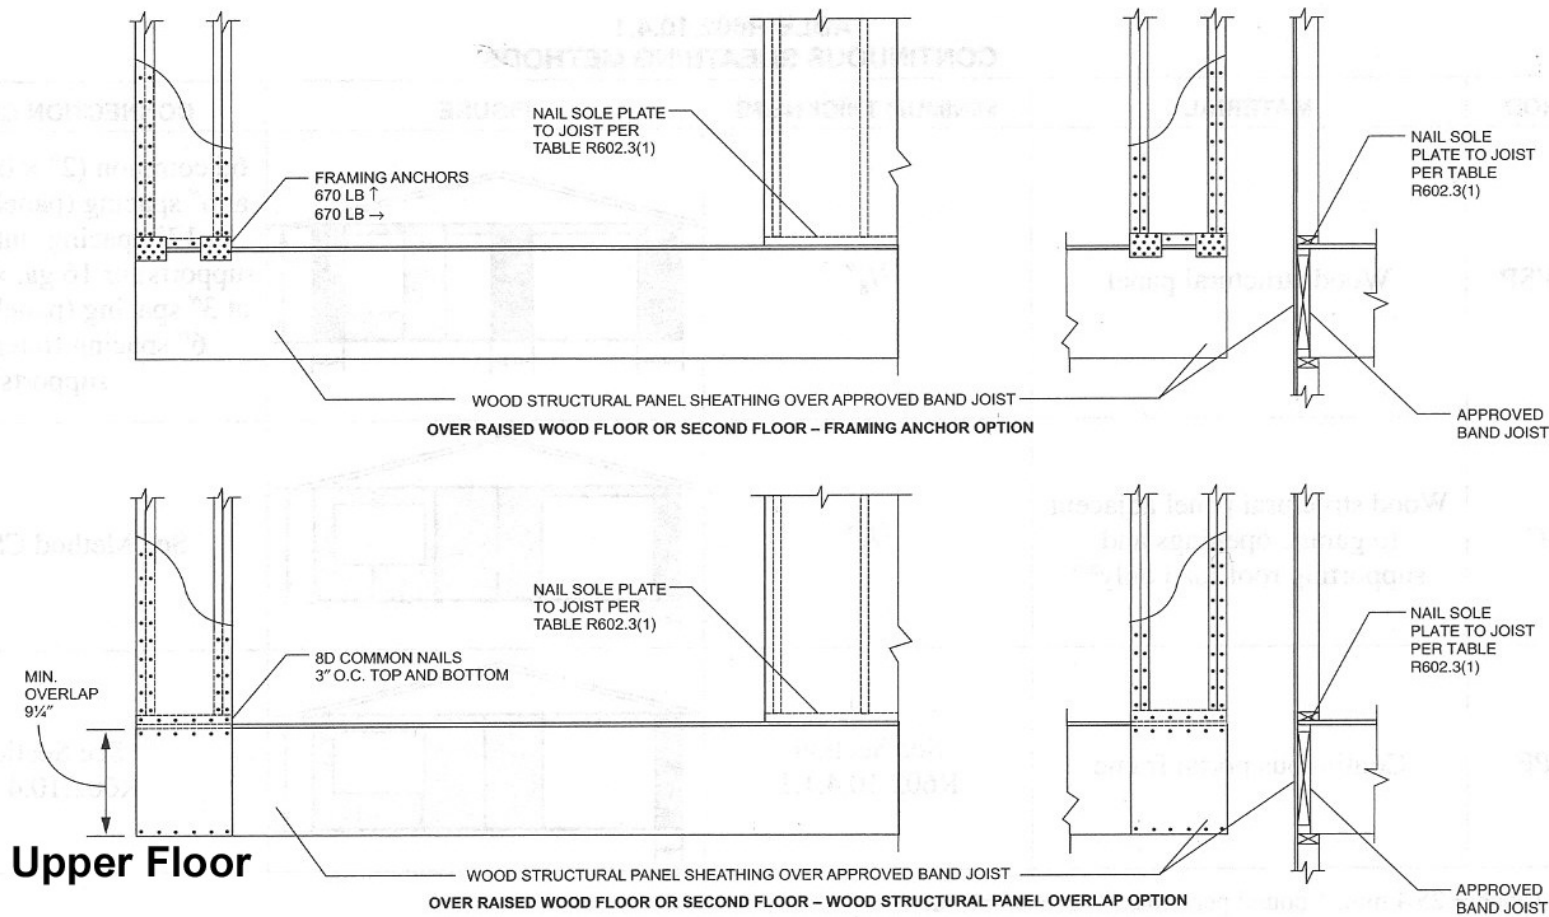 NAIL SOLE PLATE
TO JOIST PER
TABLE R602.3(1)
FRAMING ANCHORS
670 LB ↑
670 LB →
NAIL SOLE
PLATE TO JOIST
PER TABLE
R602.3(1)
WOOD STRUCTURAL PANEL SHEATHING OVER APPROVED BAND JOIST
OVER RAISED WOOD FLOOR OR SECOND FLOOR – FRAMING ANCHOR OPTION
APPROVED
BAND JOIST
NAIL SOLE PLATE
TO JOIST PER
TABLE R602.3(1)
8D COMMON NAILS
3″ O.C. TOP AND BOTTOM
MIN.
OVERLAP
9¼″
NAIL SOLE
PLATE TO JOIST
PER TABLE
R602.3(1)
Upper Floor
WOOD STRUCTURAL PANEL SHEATHING OVER APPROVED BAND JOIST
OVER RAISED WOOD FLOOR OR SECOND FLOOR – WOOD STRUCTURAL PANEL OVERLAP OPTION
APPROVED
BAND JOIST